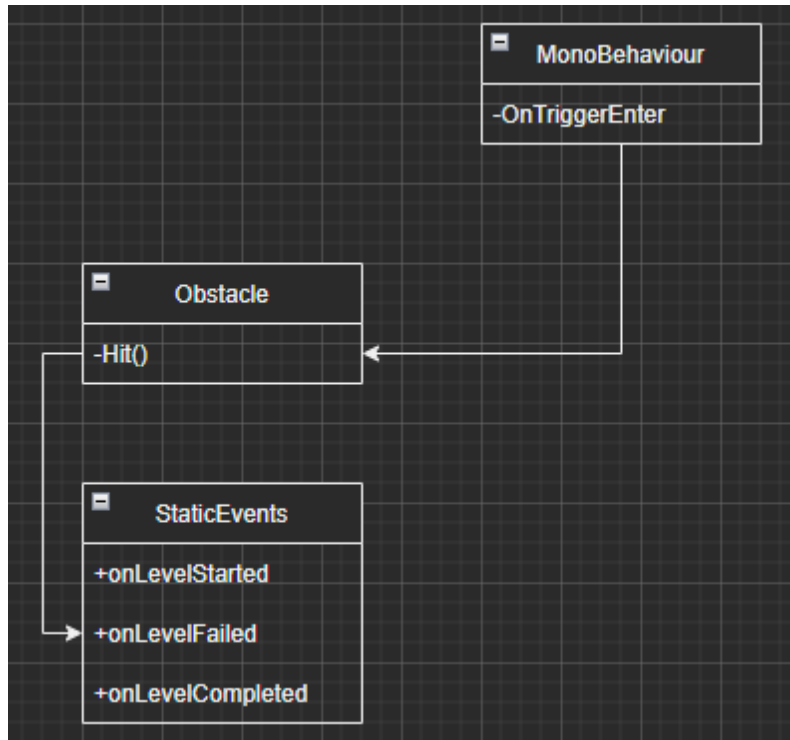 MonoBehaviour
-OnTriggerEnter
Obstacle
-Hit()
StaticEvents
+onLevelStarted
+onLevelFailed
+onLevelCompleted